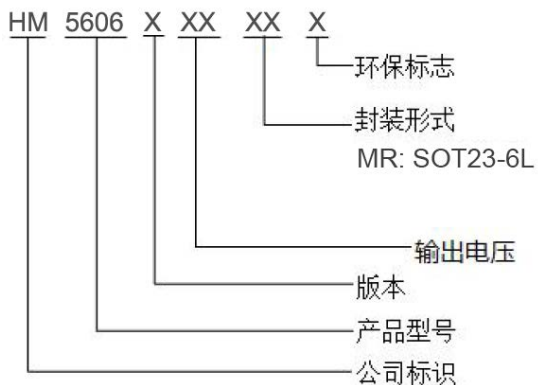 HM 5606 X XX XX X
环保标志
封装形式
MR: SOT23-6L
输出电压
版本
产品型号
公司标识